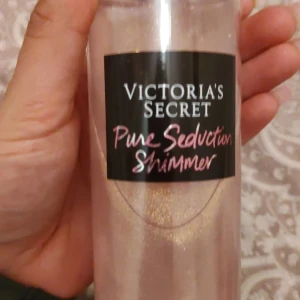 VICTORIA'S
SECRET
Pure Seduction
Shimmer